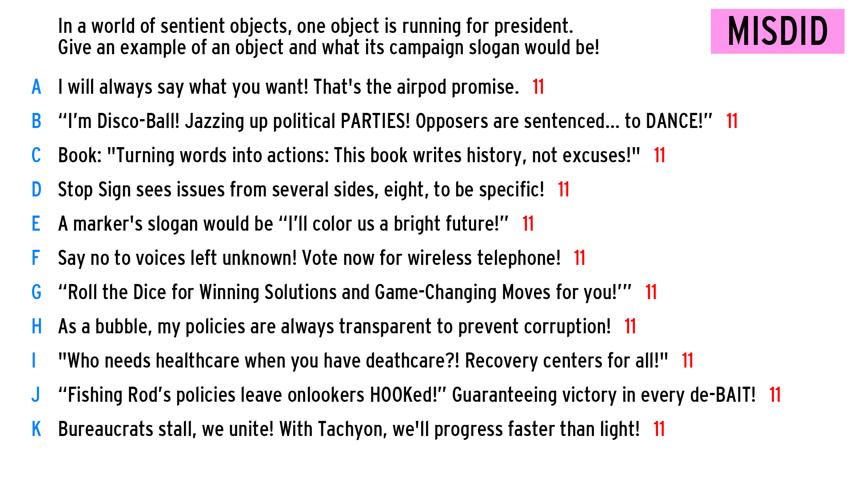 In a world of sentient objects, one object is running for president.
Give an example of an object and what its campaign slogan would be!
MISDID
A I will always say what you want! That's the airpod promise. 11
B “I’m Disco-Ball! Jazzing up political PARTIES! Opposers are sentenced... to DANCE!” 11
C Book: "Turning words into actions: This book writes history, not excuses!" 11
D Stop Sign sees issues from several sides, eight, to be specific! 11
E A marker's slogan would be “I’ll color us a bright future!” 11
F Say no to voices left unknown! Vote now for wireless telephone! 11
G “Roll the Dice for Winning Solutions and Game-Changing Moves for you!’” 11
H As a bubble, my policies are always transparent to prevent corruption! 11
I "Who needs healthcare when you have deathcare?! Recovery centers for all!" 11
J “Fishing Rod’s policies leave onlookers HOOKed!” Guaranteeing victory in every de-BAIT! 11
K Bureaucrats stall, we unite! With Tachyon, we'll progress faster than light! 11